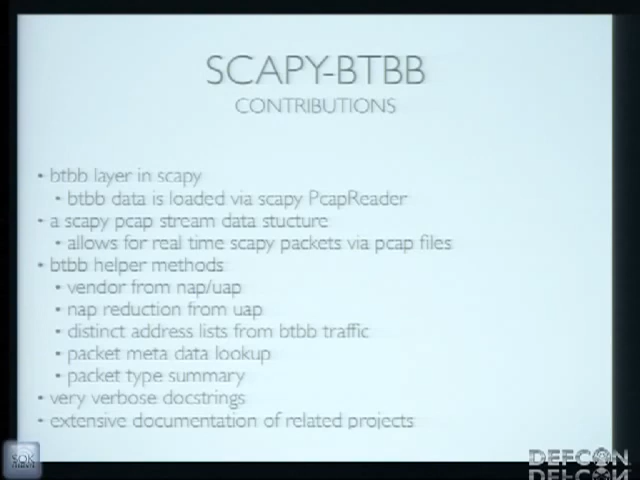 SCAPY-BTBB
CONTRIBUTIONS
• btbb layer in scapy
• btbb data is loaded via scapy PcapReader
• a scapy pcap stream data stucture
• allows for real time scapy packets via pcap files
• btbb helper methods
• vendor from nap/uap
• nap reduction from uap
• distinct address lists from btbb traffic
• packet meta data lookup
• packet type summary
• very verbose docstrings
• extensive documentation of related projects
SOK
DEFCON